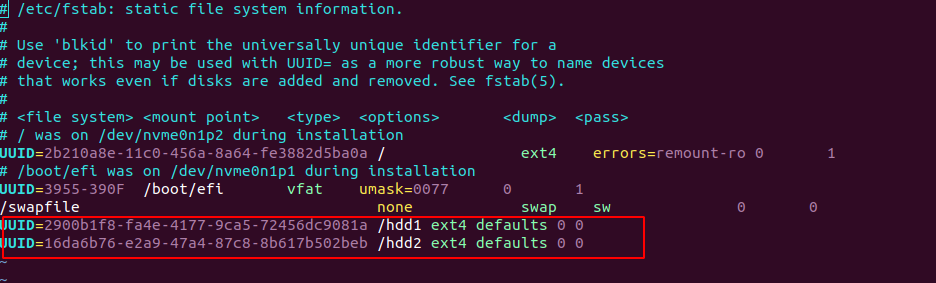 # /etc/fstab: static file system information.
#
# Use 'blkid' to print the universally unique identifier for a
# device; this may be used with UUID= as a more robust way to name devices
# that works even if disks are added and removed. See fstab(5).
#
# <file system> <mount point>   <type>  <options>       <dump>  <pass>
# / was on /dev/nvme0n1p2 during installation
UUID=2b210a8e-11c0-456a-8a64-fe3882d5ba0a /               ext4    errors=remount-ro 0       1
# /boot/efi was on /dev/nvme0n1p1 during installation
UUID=3955-390F  /boot/efi       vfat    umask=0077      0       1
/swapfile                                 none            swap    sw              0       0
UUID=2900b1f8-fa4e-4177-9ca5-72456dc9081a /hdd1 ext4 defaults 0 0
UUID=16da6b76-e2a9-47a4-87c8-8b617b502beb /hdd2 ext4 defaults 0 0
~
~